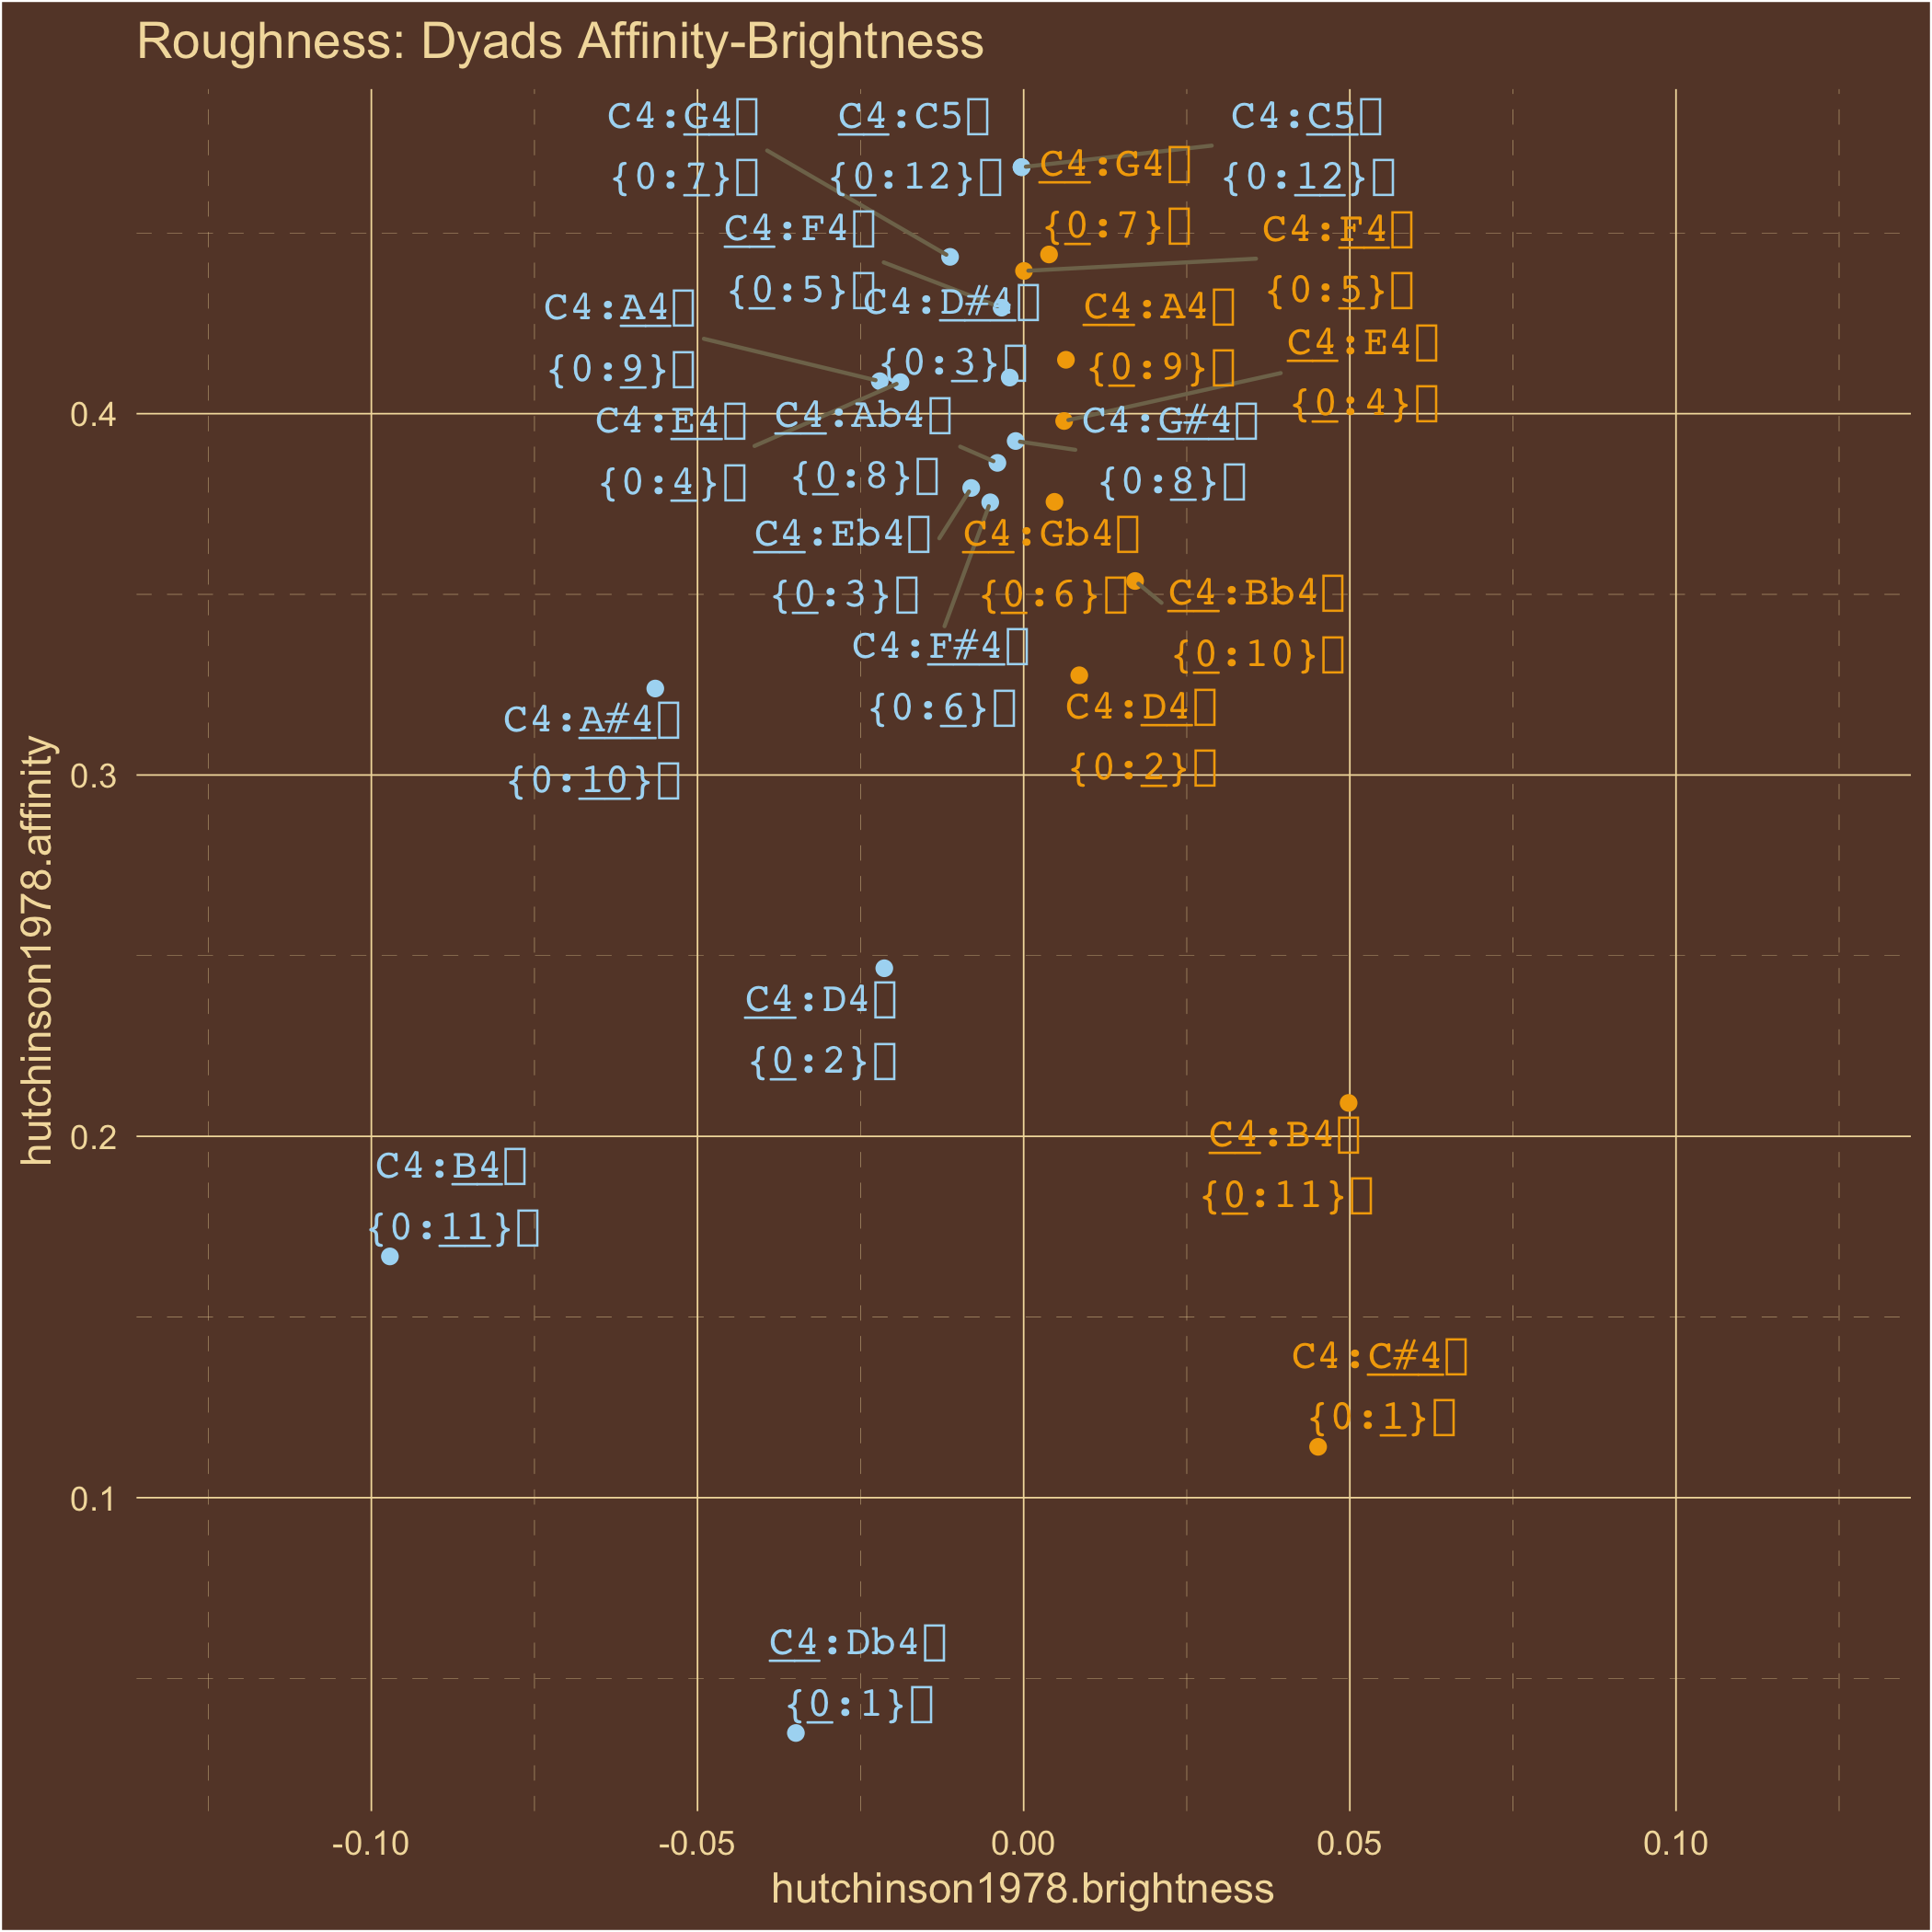 Roughness: Dyads Affinity-Brightness
C4:G4
{0:7}
C4:C5
{0:12}
C4:C5
{0:12}
C4:G4
{0:7}
C4:F4
{0:5}
C4:F4
{0:5}
C4:A4
{0:9}
C4:D#4
{0:3}
C4:A4
{0:9}
C4:E4
{0:4}
C4:E4
{0:4}
C4:Ab4
{0:8}
C4:G#4
{0:8}
C4:Eb4
{0:3}
C4:Gb4
{0:6}
C4:Bb4
{0:10}
C4:F#4
{0:6}
C4:D4
{0:2}
C4:A#4
{0:10}
C4:D4
{0:2}
C4:B4
{0:11}
C4:B4
{0:11}
C4:C#4
{0:1}
C4:Db4
{0:1}
hutchinson1978.affinity
0.4
0.3
0.2
0.1
-0.10
-0.05
0.00
0.05
0.10
hutchinson1978.brightness